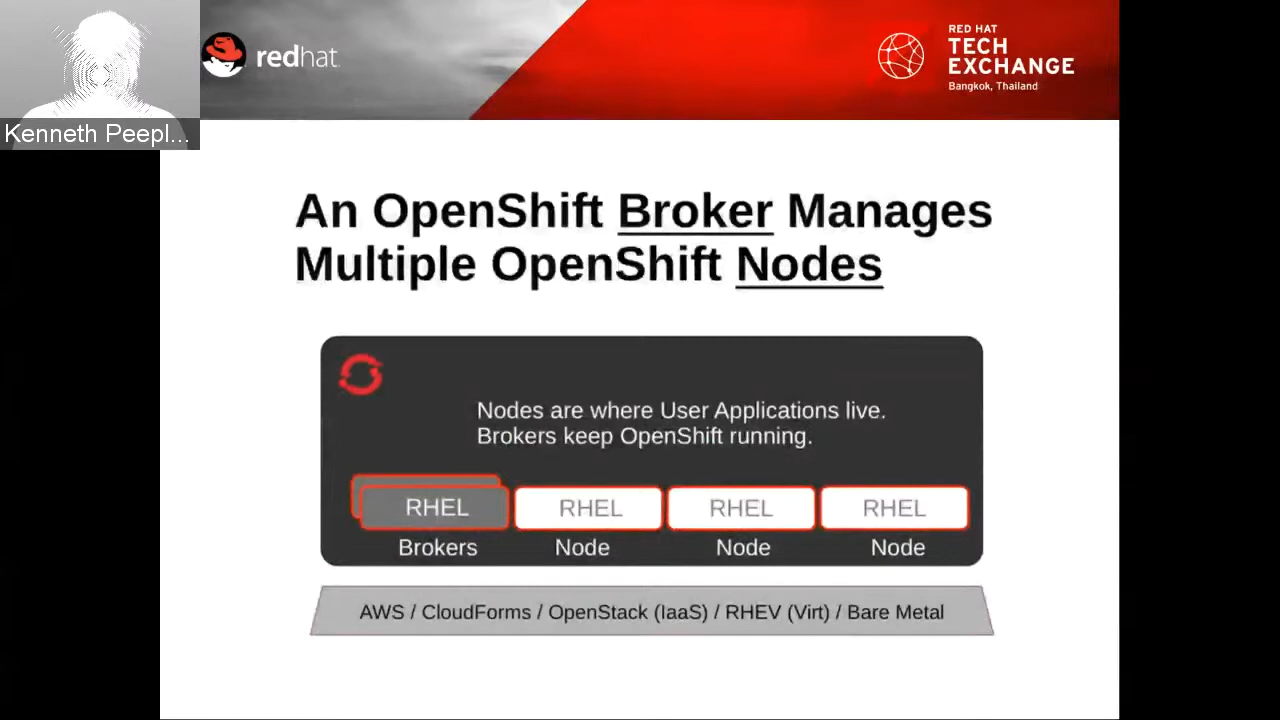 Kenneth Peepl...
redhat.
RED HAT
TECH
EXCHANGE
Bangkok, Thailand
An OpenShift Broker Manages
Multiple OpenShift Nodes
Nodes are where User Applications live.
Brokers keep OpenShift running.
RHEL
RHEL
RHEL
RHEL
Brokers
Node
Node
Node
AWS / CloudForms / OpenStack (IaaS) / RHEV (Virt) / Bare Metal